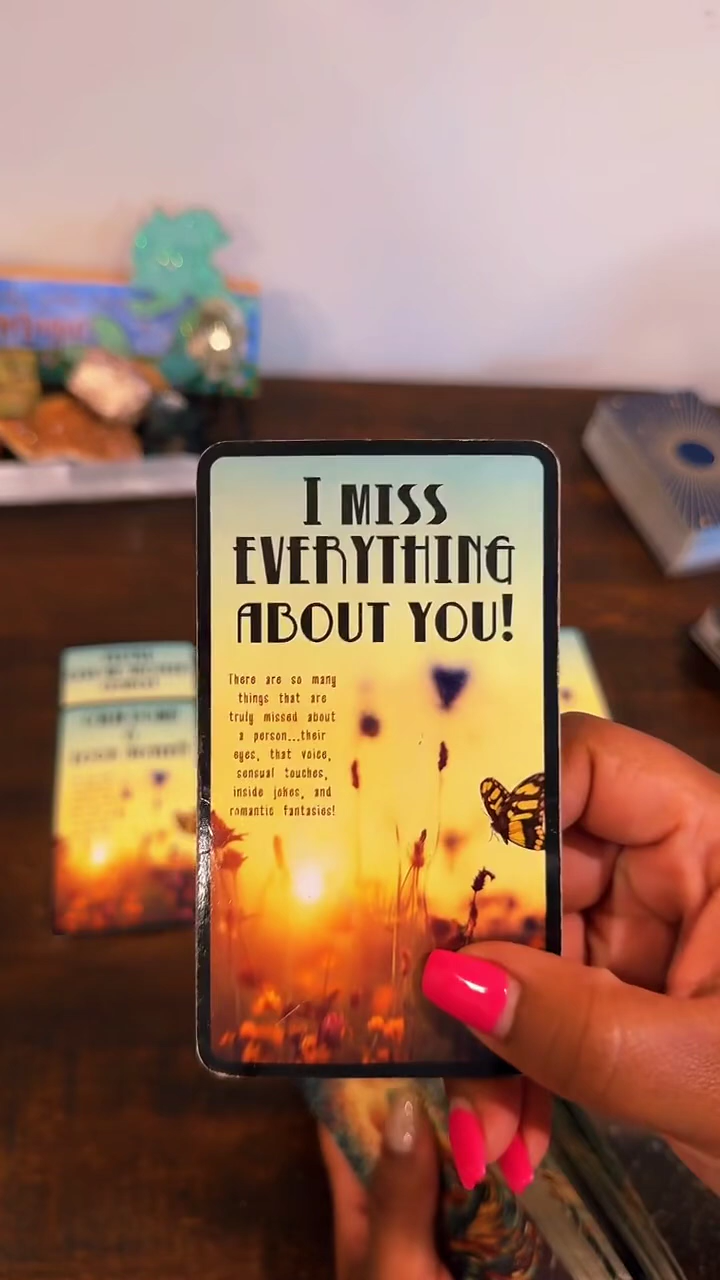 I MISS
EVERYTHING
ABOUT YOU!
There are so many
things that are
truly missed about
a person...their
eyes, that voice,
sensual touches,
inside jokes, and
romantic fantasies!